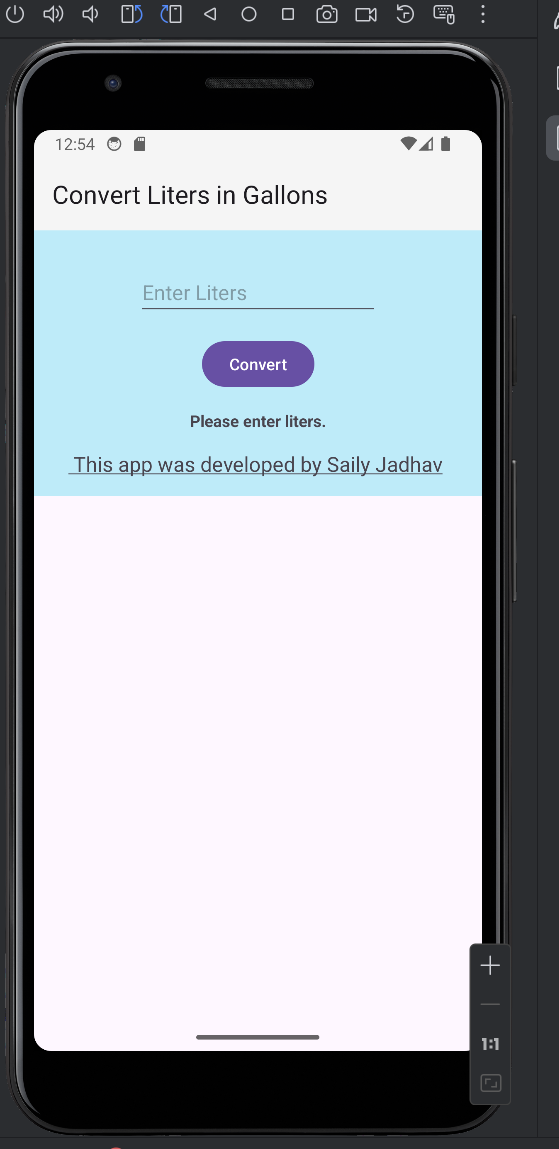 12:54
Convert Liters in Gallons
Enter Liters
Convert
Please enter liters.
This app was developed by Saily Jadhav
1:1